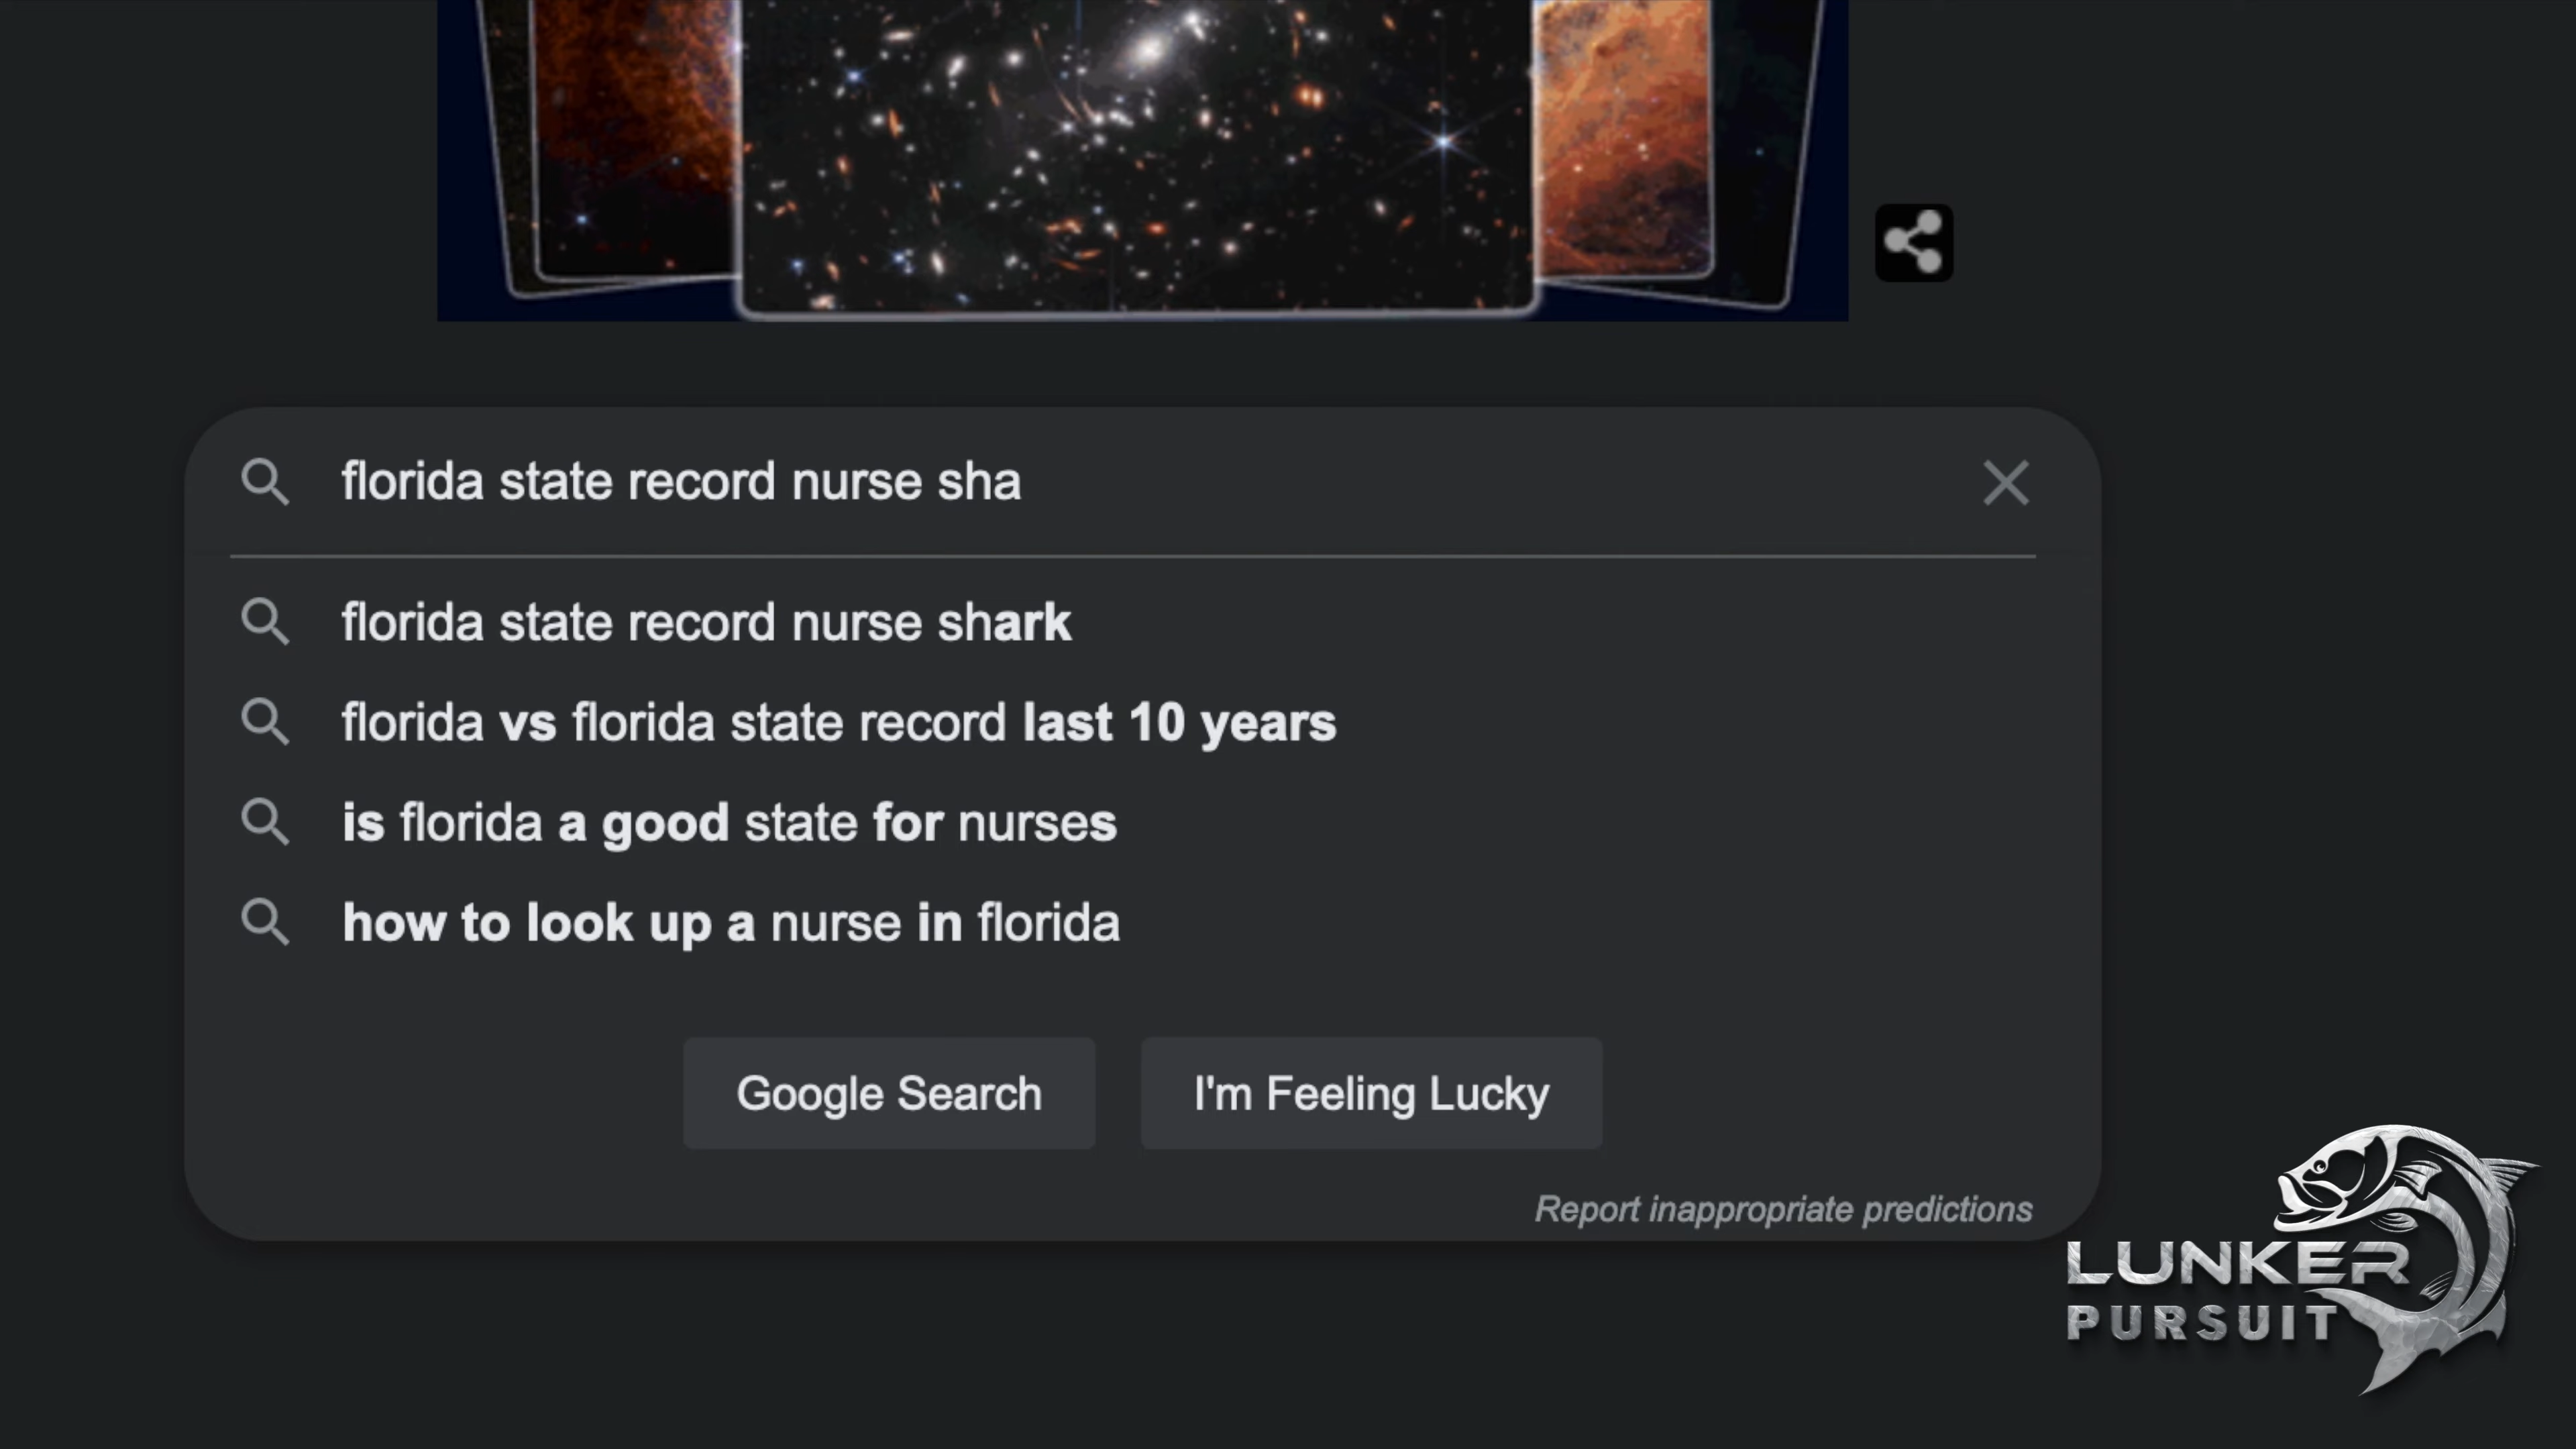 florida state record nurse sha
florida state record nurse shark
florida vs florida state record last 10 years
is florida a good state for nurses
how to look up a nurse in florida
Google Search
I'm Feeling Lucky
Report inappropriate predictions
LUNKER
PURSUIT